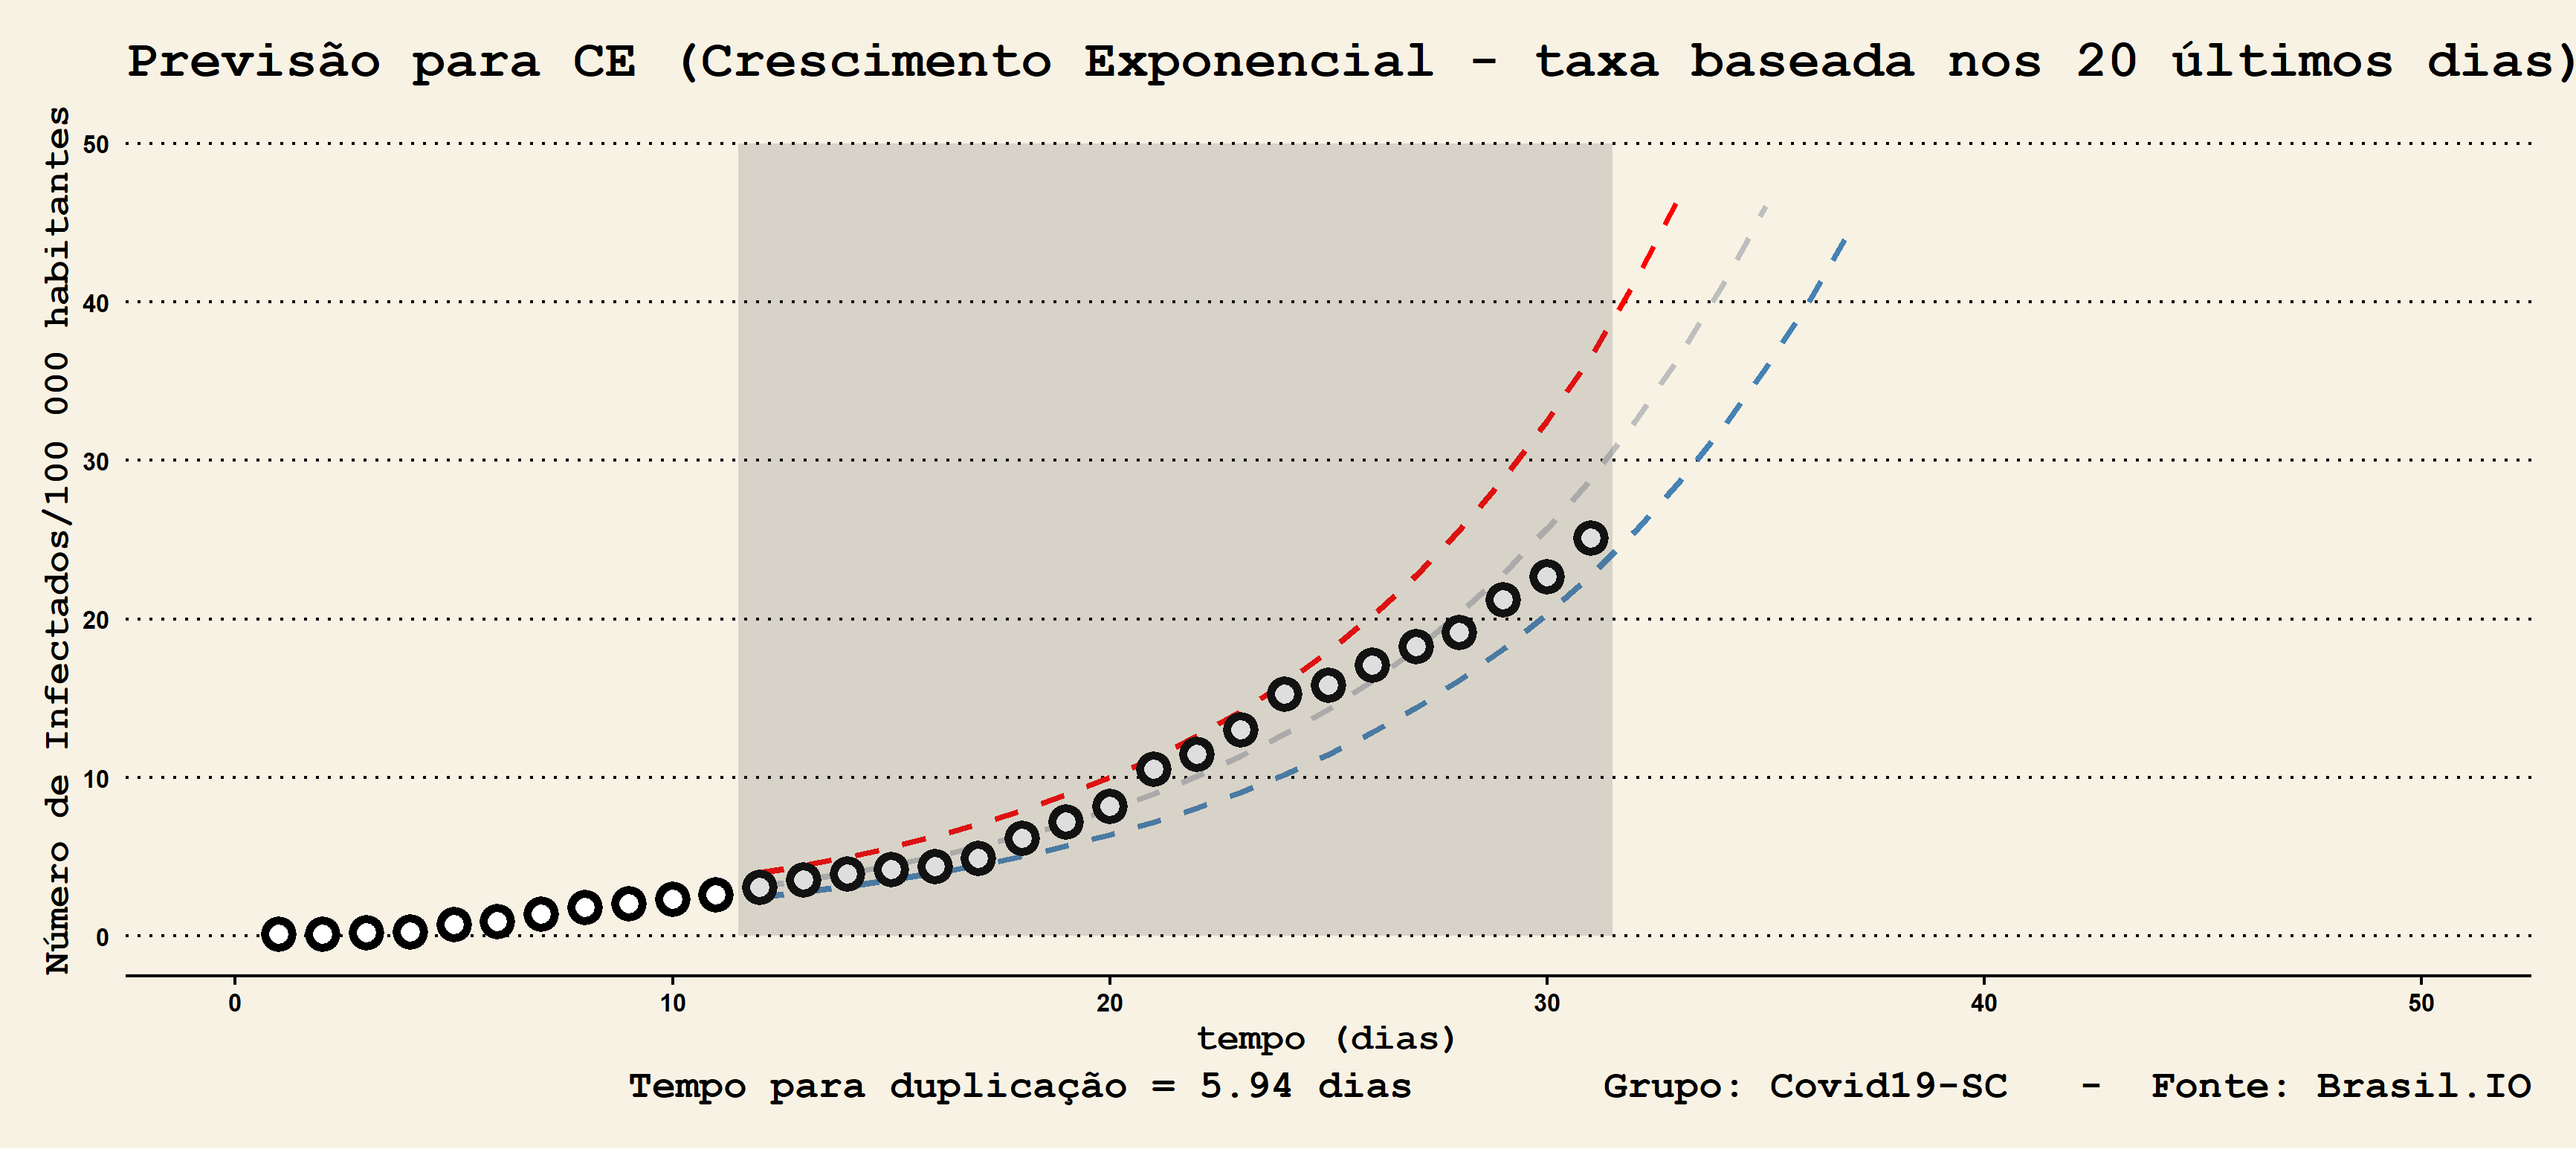 Previsão para CE (Crescimento Exponencial - taxa baseada nos 20 últimos dias)
Número de Infectados/100 000 habitantes
50
40
30
20
10
0
0 10 20 30 40 50
tempo (dias)
Tempo para duplicação = 5.94 dias Grupo: Covid19-SC - Fonte: Brasil.IO